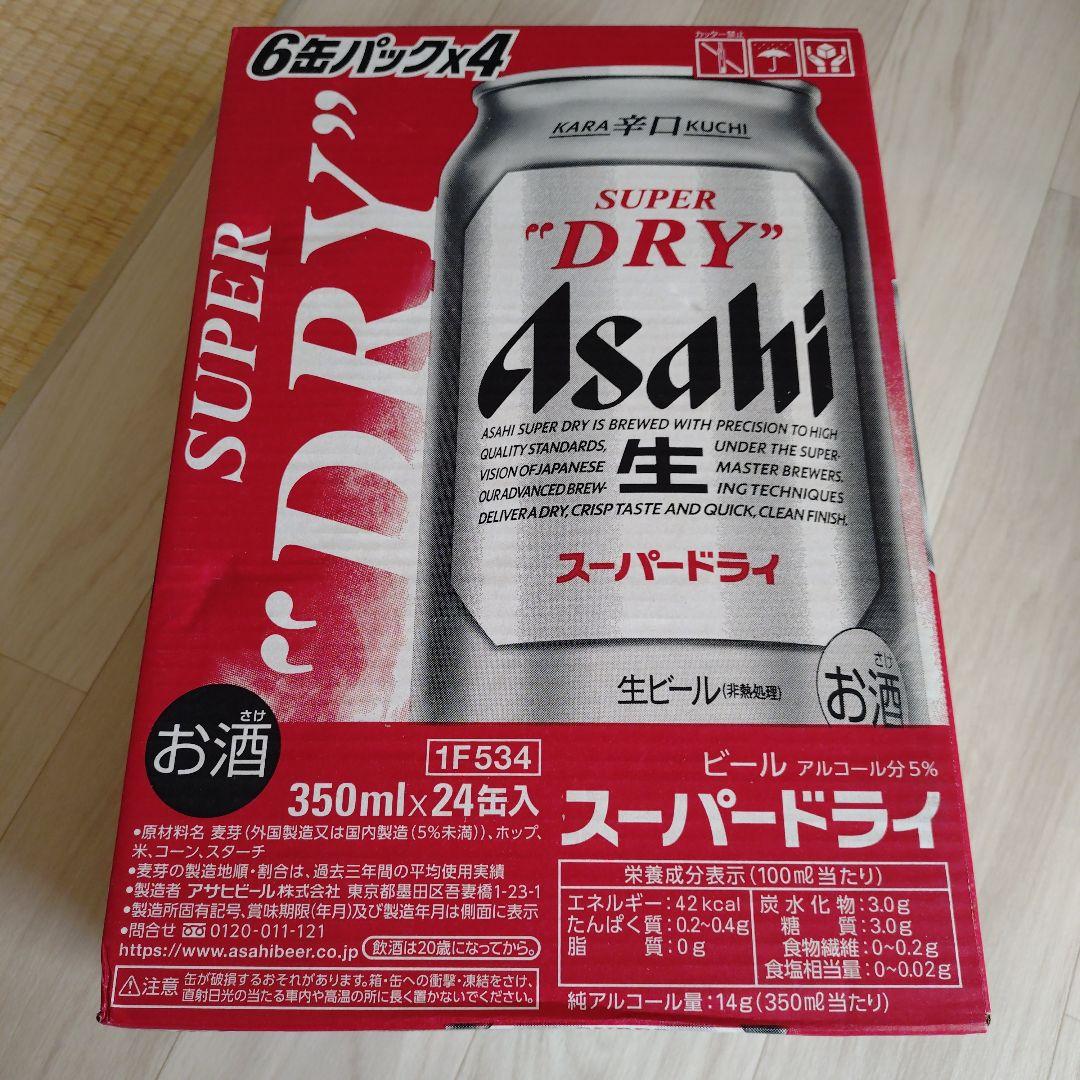 6缶パック×4
カッター禁止
SUPER
"DRY"
KARA 辛口 KUCHI
SUPER
"DRY"
Asahi
ASAHI SUPER DRY IS BREWED WITH PRECISION TO HIGH
QUALITY STANDARDS, UNDER THE SUPER-
VISION OF JAPANESE MASTER BREWERS.
OUR ADVANCED BREW- ING TECHNIQUES
DELIVER A DRY, CRISP TASTE AND QUICK, CLEAN FINISH.
生
スーパードライ
生ビール(非熱処理)
さけ
お酒
さけ
お酒
1F534
350ml×24缶入
•原材料名 麦芽(外国製造又は国内製造(5%未満))、ホップ、
米、コーン、スターチ
•麦芽の製造地順・割合は、過去三年間の平均使用実績
•製造者 アサヒビール株式会社 東京都墨田区吾妻橋1-23-1
•製造所固有記号、賞味期限(年月)及び製造年月は側面に表示
•問合せ 0120-011-121
https://www.asahibeer.co.jp 飲酒は20歳になってから。
⚠注意 缶が破損するおそれがあります。箱・缶への衝撃・凍結をさけ、
直射日光の当たる車内や高温の所に長く置かないでください。
ビール アルコール分5%
スーパードライ
栄養成分表示(100ml当たり)
エネルギー:42kcal
たんぱく質:0.2~0.4g
脂質:0g
炭水化物:3.0g
糖質:3.0g
食物繊維:0~0.2g
食塩相当量:0~0.02g
純アルコール量:14g(350ml当たり)